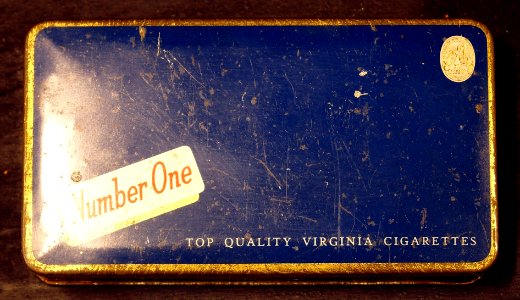 Number One
TOP QUALITY VIRGINIA CIGARETTES